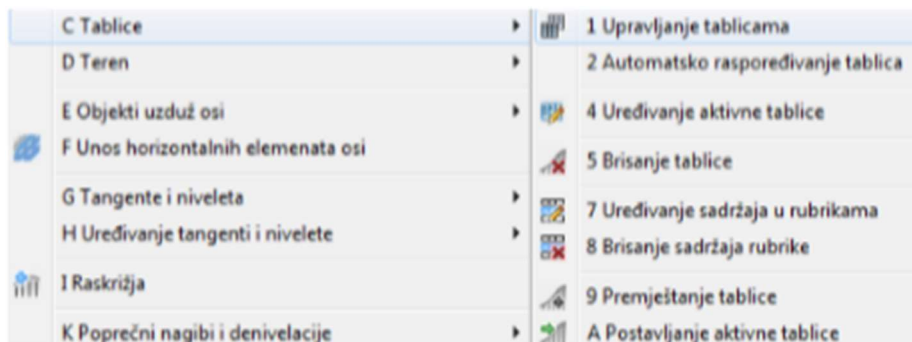 C Tablice
D Teren
E Objekti uzduž osi
F Unos horizontalnih elemenata osi
G Tangente i niveleta
H Uređivanje tangenti i nivelete
I Raskrižja
K Poprečni nagibi i denivelacije
1 Upravljanje tablicama
2 Automatsko raspoređivanje tablica
4 Uređivanje aktivne tablice
5 Brisanje tablice
7 Uređivanje sadržaja u rubrikama
8 Brisanje sadržaja rubrike
9 Premještanje tablice
A Postavljanje aktivne tablice